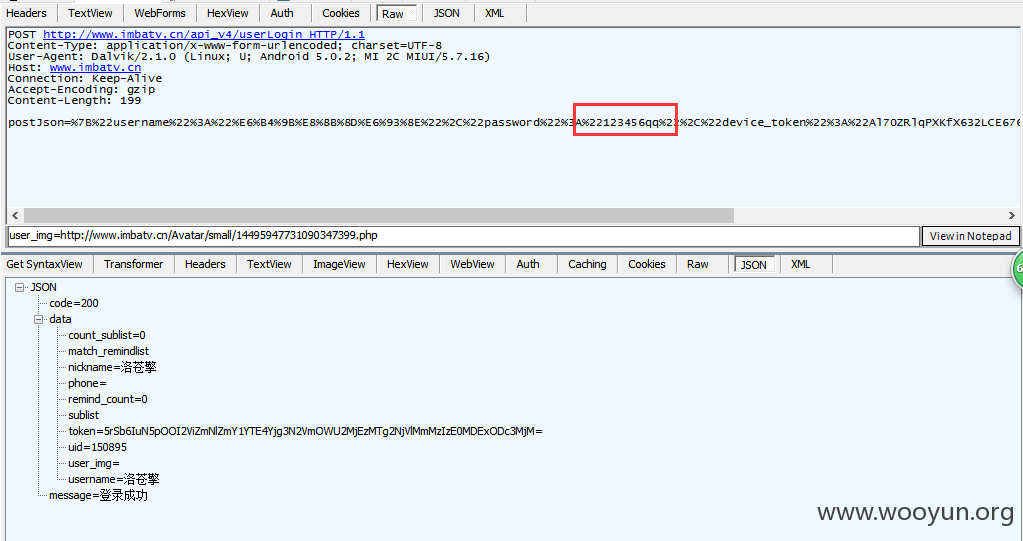 Headers TextView WebForms HexView Auth Cookies Raw JSON XML
POST http://www.imbatv.cn/api_v4/userLogin HTTP/1.1
Content-Type: application/x-www-form-urlencoded; charset=UTF-8
User-Agent: Dalvik/2.1.0 (Linux; U; Android 5.0.2; MI 2C MIUI/5.7.16)
Host: www.imbatv.cn
Connection: Keep-Alive
Accept-Encoding: gzip
Content-Length: 199
postJson=%7B%22username%22%3A%22%E6%B4%9B%E8%8B%8D%E6%93%8E%22%2C%22password%22%3A%22123456qq%22%2C%22device_token%22%3A%22Al7OZRlqPXKfX632LCE676
user_img=http://www.imbatv.cn/Avatar/small/14495947731090347399.php View in Notepad
Get SyntaxView Transformer Headers TextView ImageView HexView WebView Auth Caching Cookies Raw JSON XML
JSON
code=200
data
count_sublist=0
match_remindlist
nickname=洛苍擎
phone=
remind_count=0
sublist
token=5rSb6IuN5pOOI2ViZmNlZmY1YTE4Yjg3N2VmOWU2MjEzMTg2NjVlMmMzIzE0MDExODc3MjM=
uid=150895
user_img=
username=洛苍擎
message=登录成功
www.wooyun.org